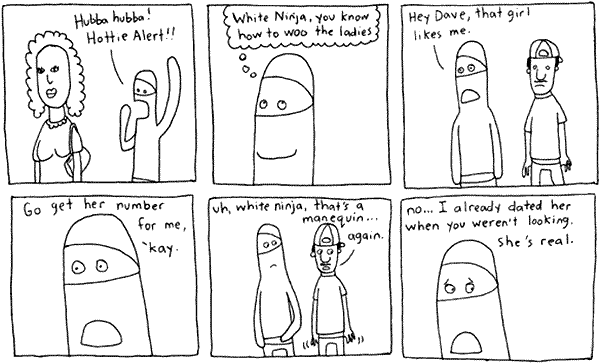 Hubba hubba!
Hottie Alert!!
White Ninja, you know
how to woo the ladies
Hey Dave, that girl
likes me.
Go get her number
for me,
'kay.
uh, white ninja, that's a
manequin...
again.
no... I already dated her
when you weren't looking.
She's real.